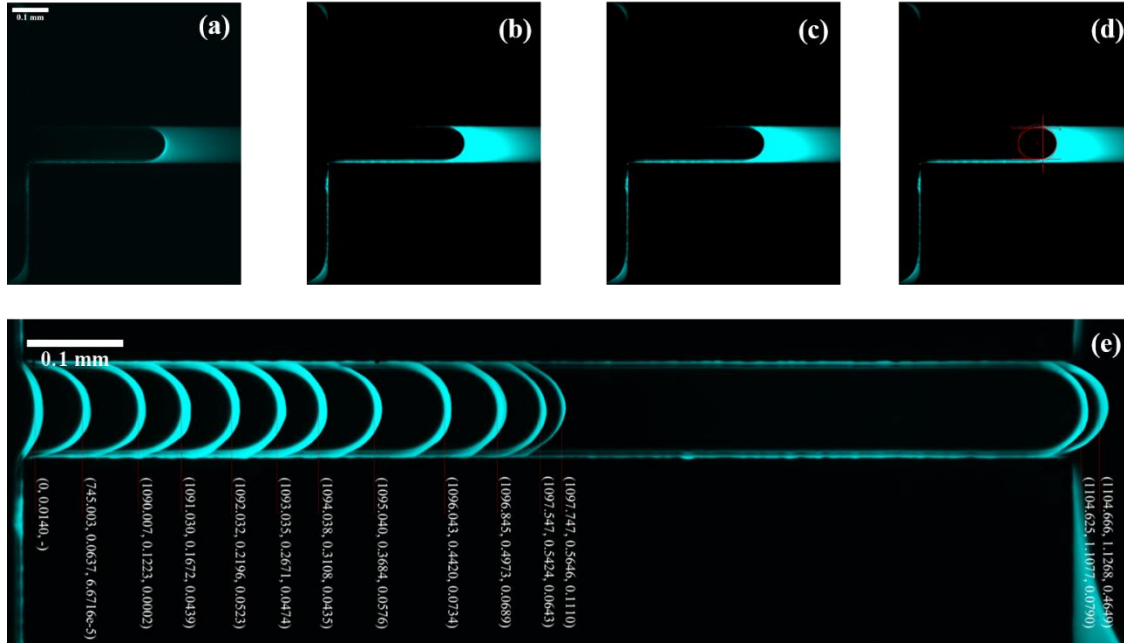 0.1 mm
(a)
(b)
(c)
(d)
(e)
0.1 mm
(0, 0.0140, -)
(745.003, 0.0637, 6.6716e-5)
(1090.007, 0.1223, 0.0002)
(1091.030, 0.1672, 0.0439)
(1092.032, 0.2196, 0.0523)
(1093.035, 0.2671, 0.0474)
(1094.038, 0.3108, 0.0435)
(1095.040, 0.3684, 0.0576)
(1096.043, 0.4420, 0.0734)
(1096.845, 0.4973, 0.0689)
(1097.547, 0.5424, 0.0643)
(1097.747, 0.5646, 0.1110)
(1104.625, 1.1077, 0.0790)
(1104.666, 1.1268, 0.4649)